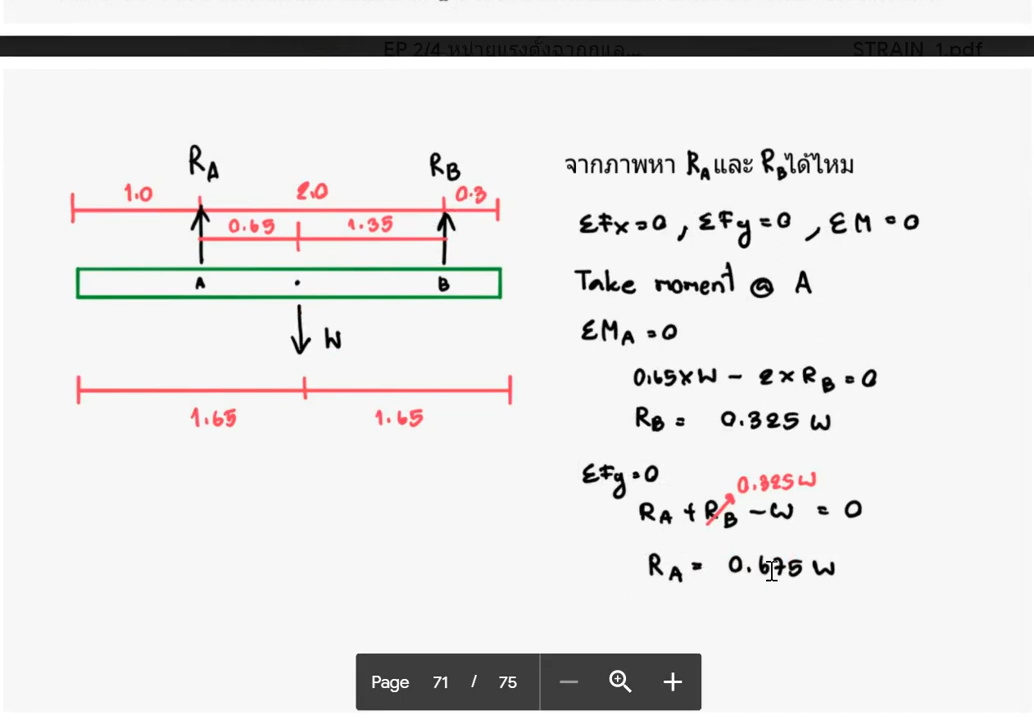 EP 2/4 หน่วยแรงดึงจากกแล...
STRAIN_1.pdf
RA
RB
1.0
2.0
0.3
0.65
1.35
A
B
W
1.65
1.65
จากภาพหา RA และ RB ได้ไหม
ΣFx=0, ΣFy=0, ΣM=0
Take moment @ A
ΣMA=0
0.65×W - 2×RB=0
RB = 0.325 W
ΣFy=0
0.325W
RA + RB - W = 0
RA = 0.675 W
Page 71 / 75